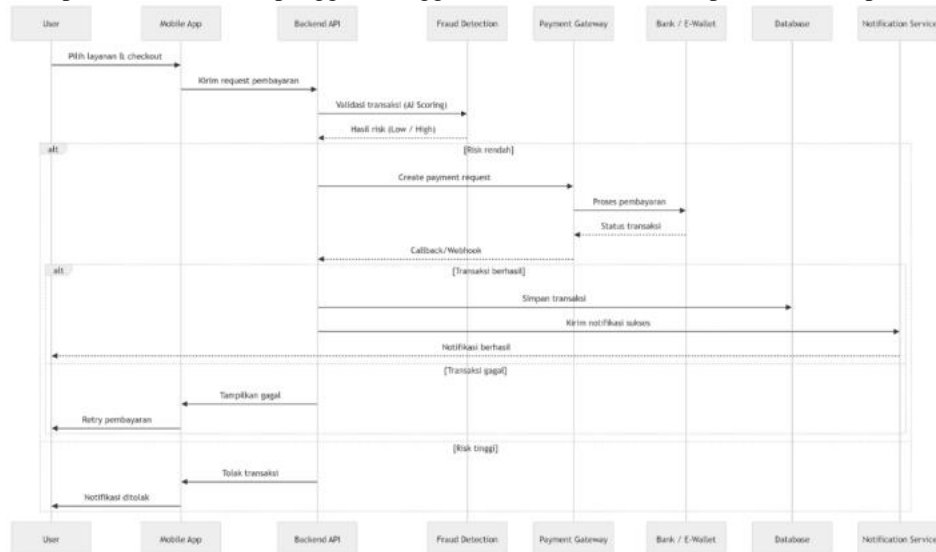 User Mobile App Backend API Fraud Detection Payment Gateway Bank / E-Wallet Database Notification Service
Pilih layanan & checkout
Kirim request pembayaran
Validasi transaksi (AI Scoring)
Hasil risk (Low / High)
alt [Risk rendah]
Create payment request
Proses pembayaran
Status transaksi
Callback/Webhook
alt [Transaksi berhasil]
Simpan transaksi
Kirim notifikasi sukses
Notifikasi berhasil
[Transaksi gagal]
Tampilkan gagal
Retry pembayaran
[Risk tinggi]
Tolak transaksi
Notifikasi ditolak
User Mobile App Backend API Fraud Detection Payment Gateway Bank / E-Wallet Database Notification Service